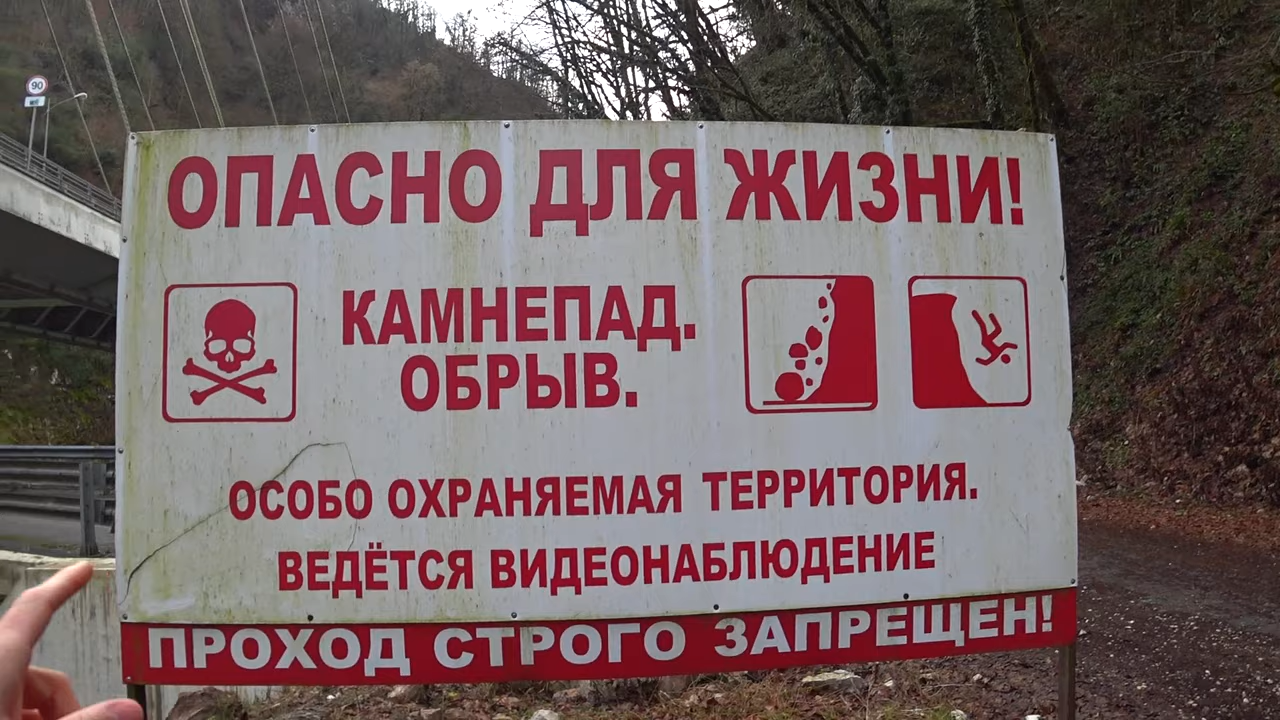 90
ОПАСНО ДЛЯ ЖИЗНИ!
КАМНЕПАД.
ОБРЫВ.
ОСОБО ОХРАНЯЕМАЯ ТЕРРИТОРИЯ.
ВЕДЁТСЯ ВИДЕОНАБЛЮДЕНИЕ
ПРОХОД СТРОГО ЗАПРЕЩЕН!